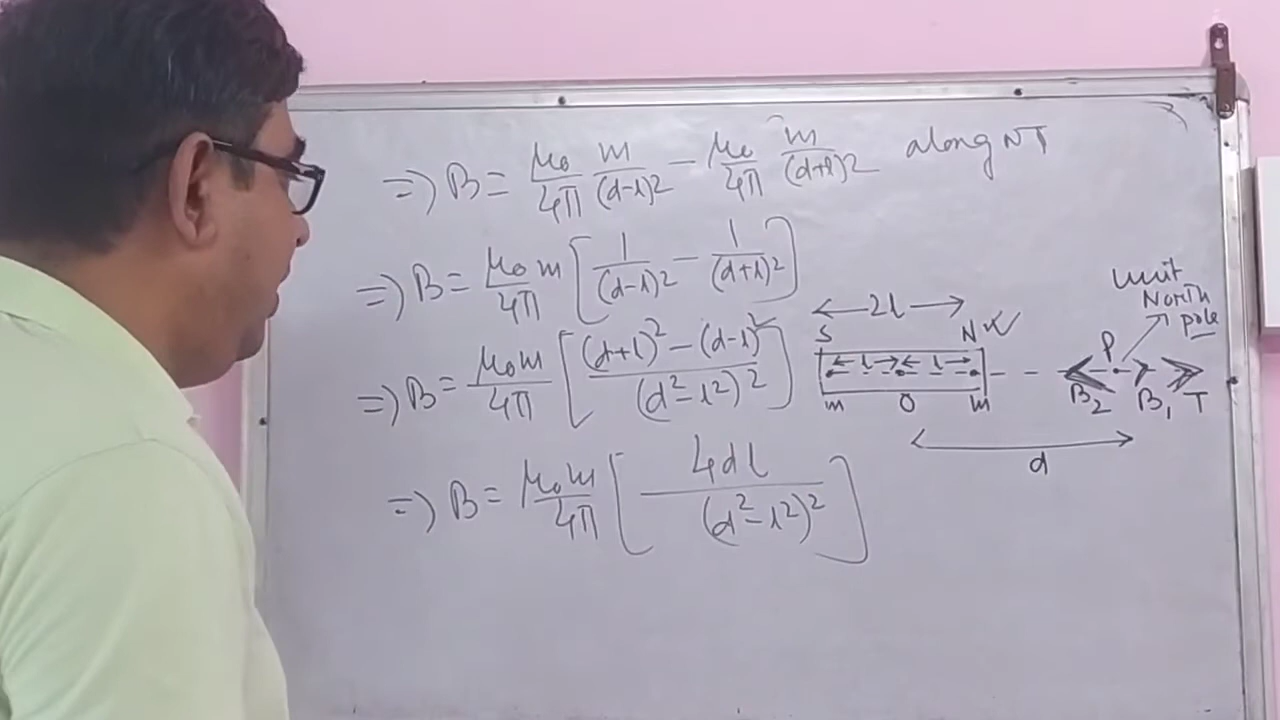 => B = μ₀/4π m/(d-l)2 - μ₀/4π m/(d+l)2 along NT
=> B = μ₀m/4π [1/(d-l)2 - 1/(d+l)2]
=> B = μ₀m/4π [((d+l)² - (d-l)²)/(d²-l²)²]
=> B = μ₀m/4π [4dl/(d²-l²)²]
unit
North
pole
2l
S N
l l P
m O m B₂ B₁ T
d